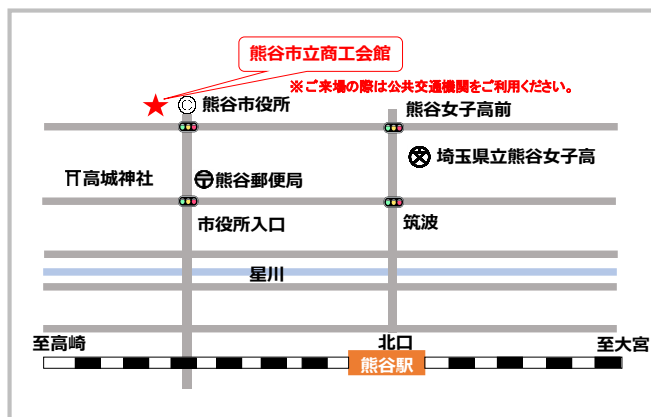 熊谷市立商工会館
※ご来場の際は公共交通機関をご利用ください。
熊谷市役所
熊谷女子高前
埼玉県立熊谷女子高
高城神社
熊谷郵便局
市役所入口
筑波
星川
至高崎
北口
至大宮
熊谷駅